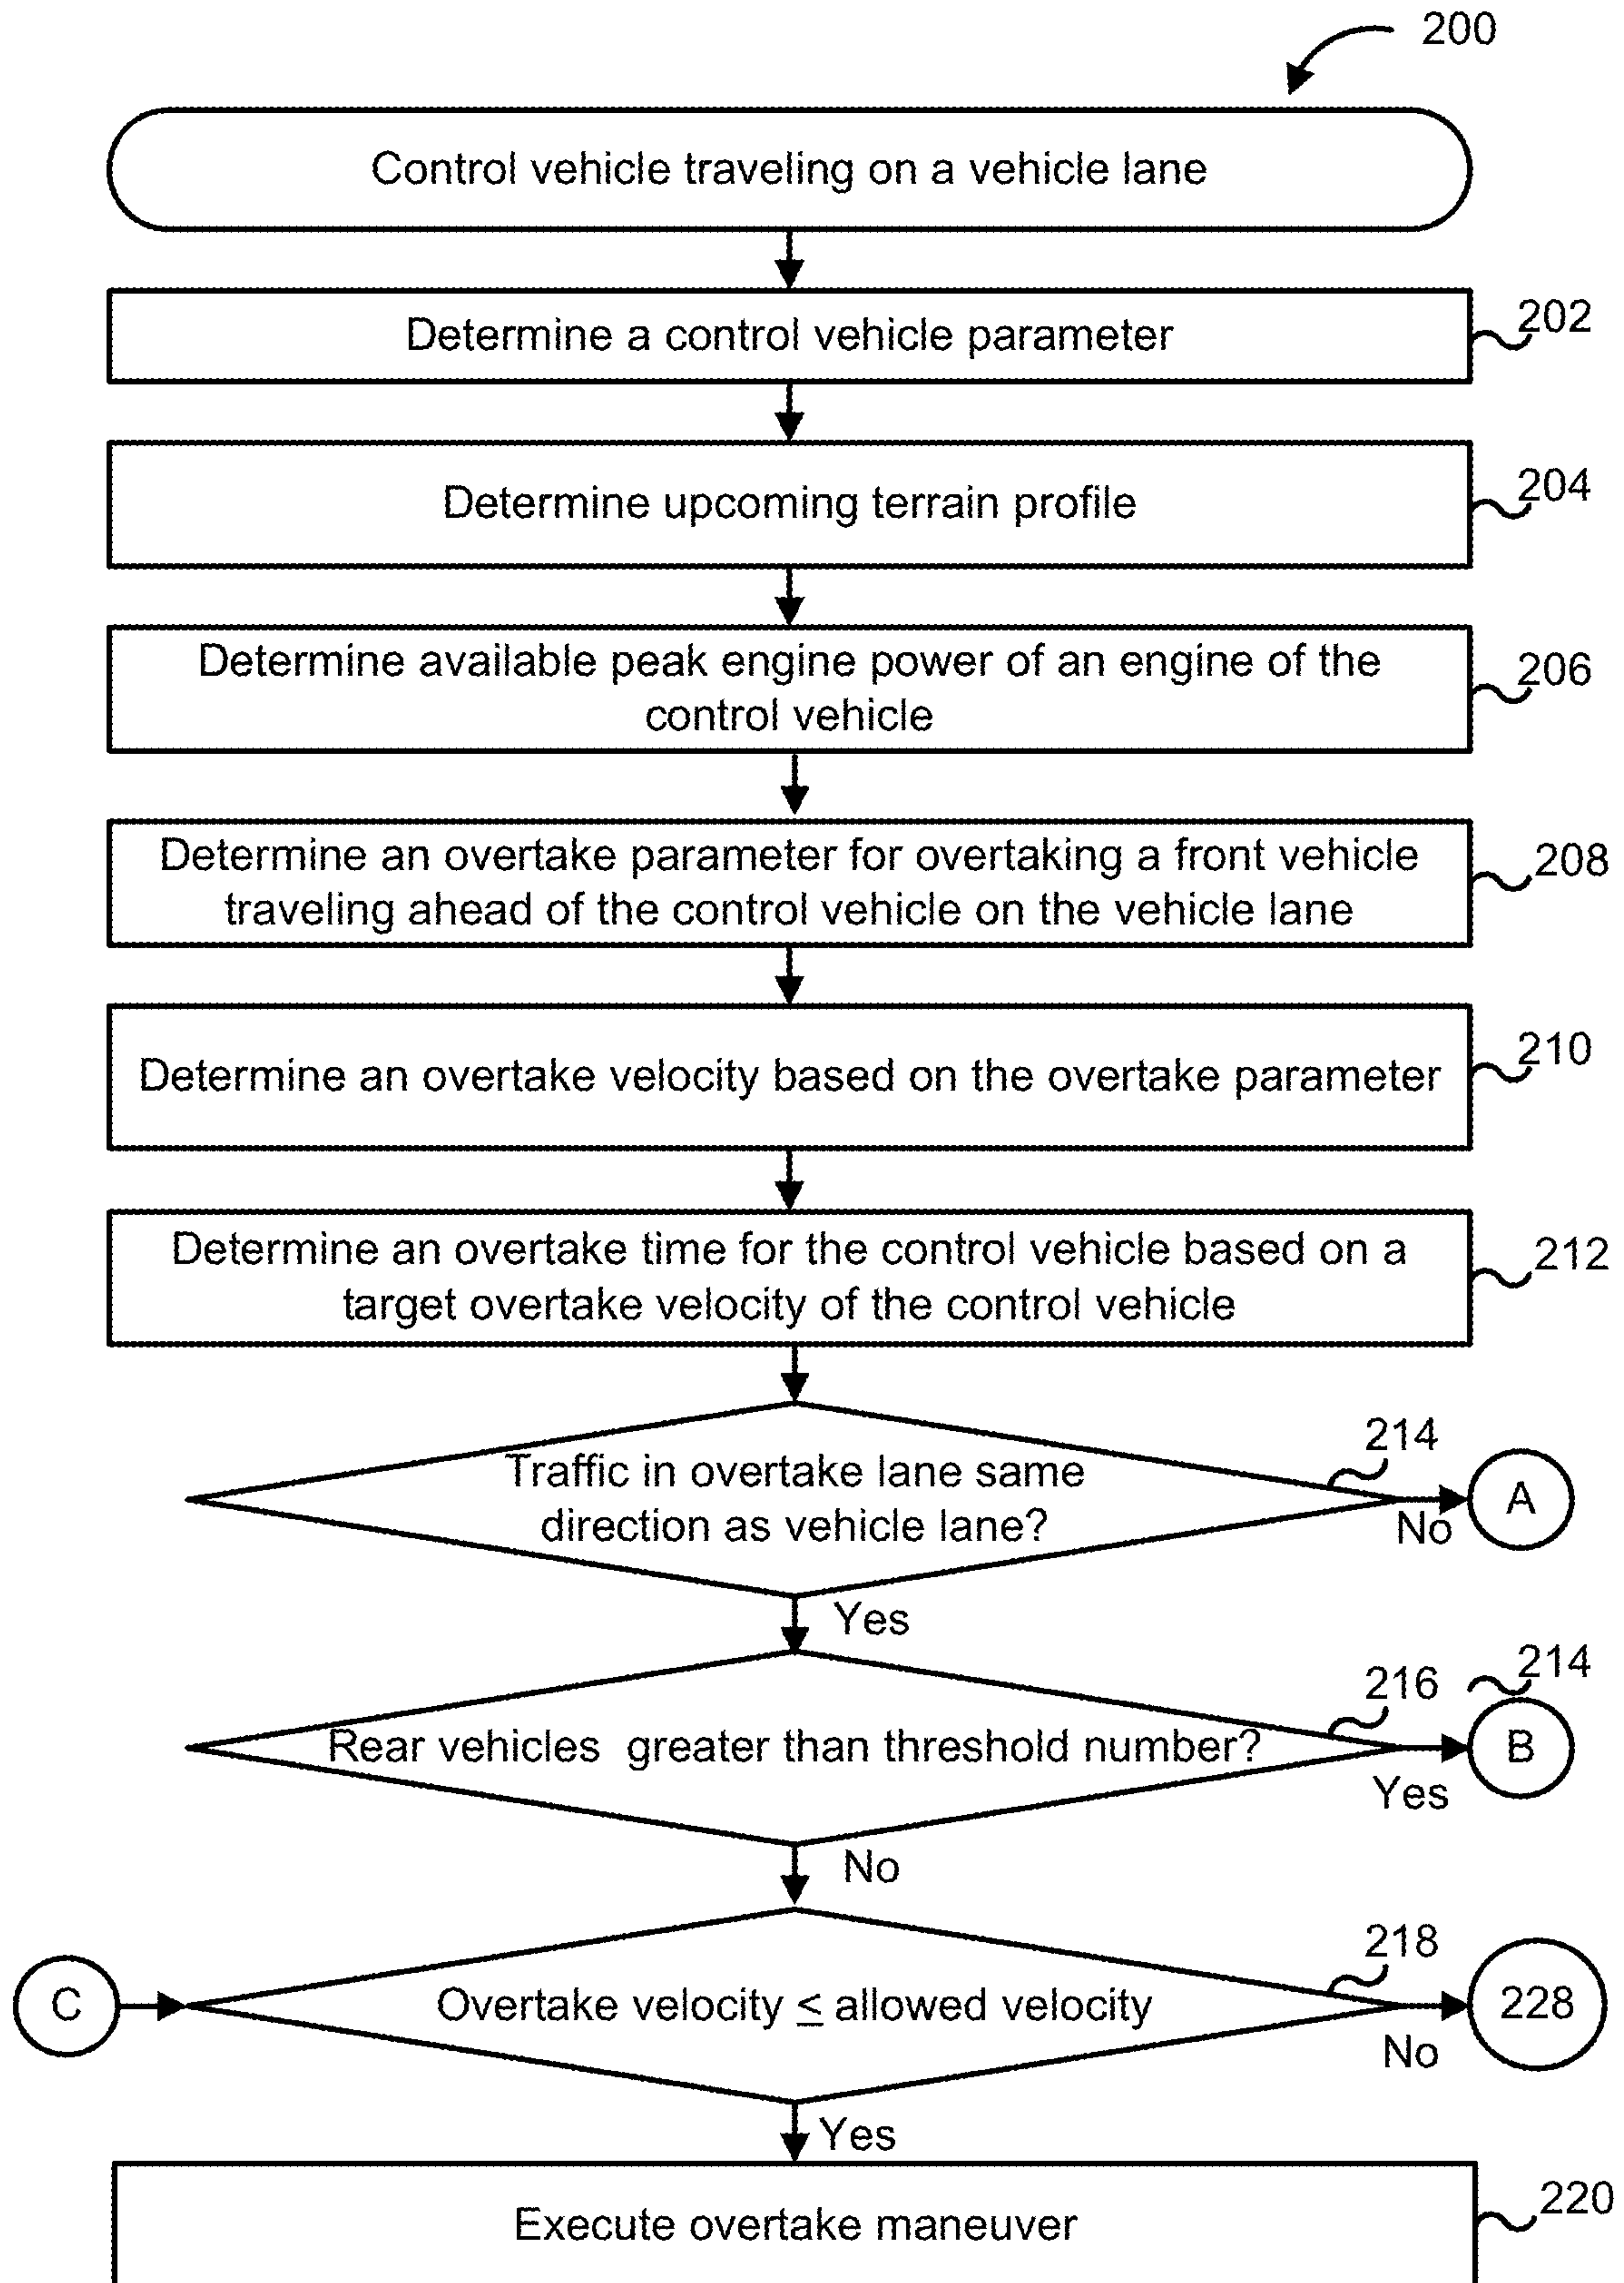 200
Control vehicle traveling on a vehicle lane
Determine a control vehicle parameter
202
Determine upcoming terrain profile
204
Determine available peak engine power of an engine of the
control vehicle
206
Determine an overtake parameter for overtaking a front vehicle
traveling ahead of the control vehicle on the vehicle lane
208
Determine an overtake velocity based on the overtake parameter
210
Determine an overtake time for the control vehicle based on a
target overtake velocity of the control vehicle
212
Traffic in overtake lane same
direction as vehicle lane?
214
No
A
Yes
Rear vehicles greater than threshold number?
216
214
Yes
B
No
C
Overtake velocity ≤ allowed velocity
218
No
228
Yes
Execute overtake maneuver
220